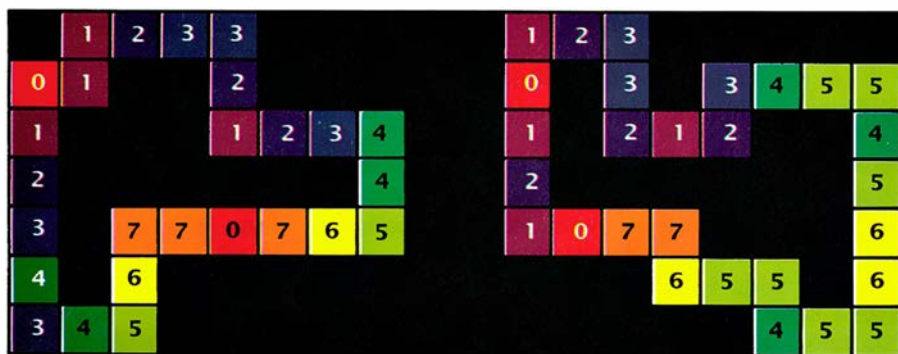 1 2 3 3 1 2 3
0 1 2 0 3 3 4 5 5
1 1 2 3 4 1 2 1 2 4
2 4 2 5
3 7 7 0 7 6 5 1 0 7 7 6
4 6 6 5 5 6
3 4 5 4 5 5